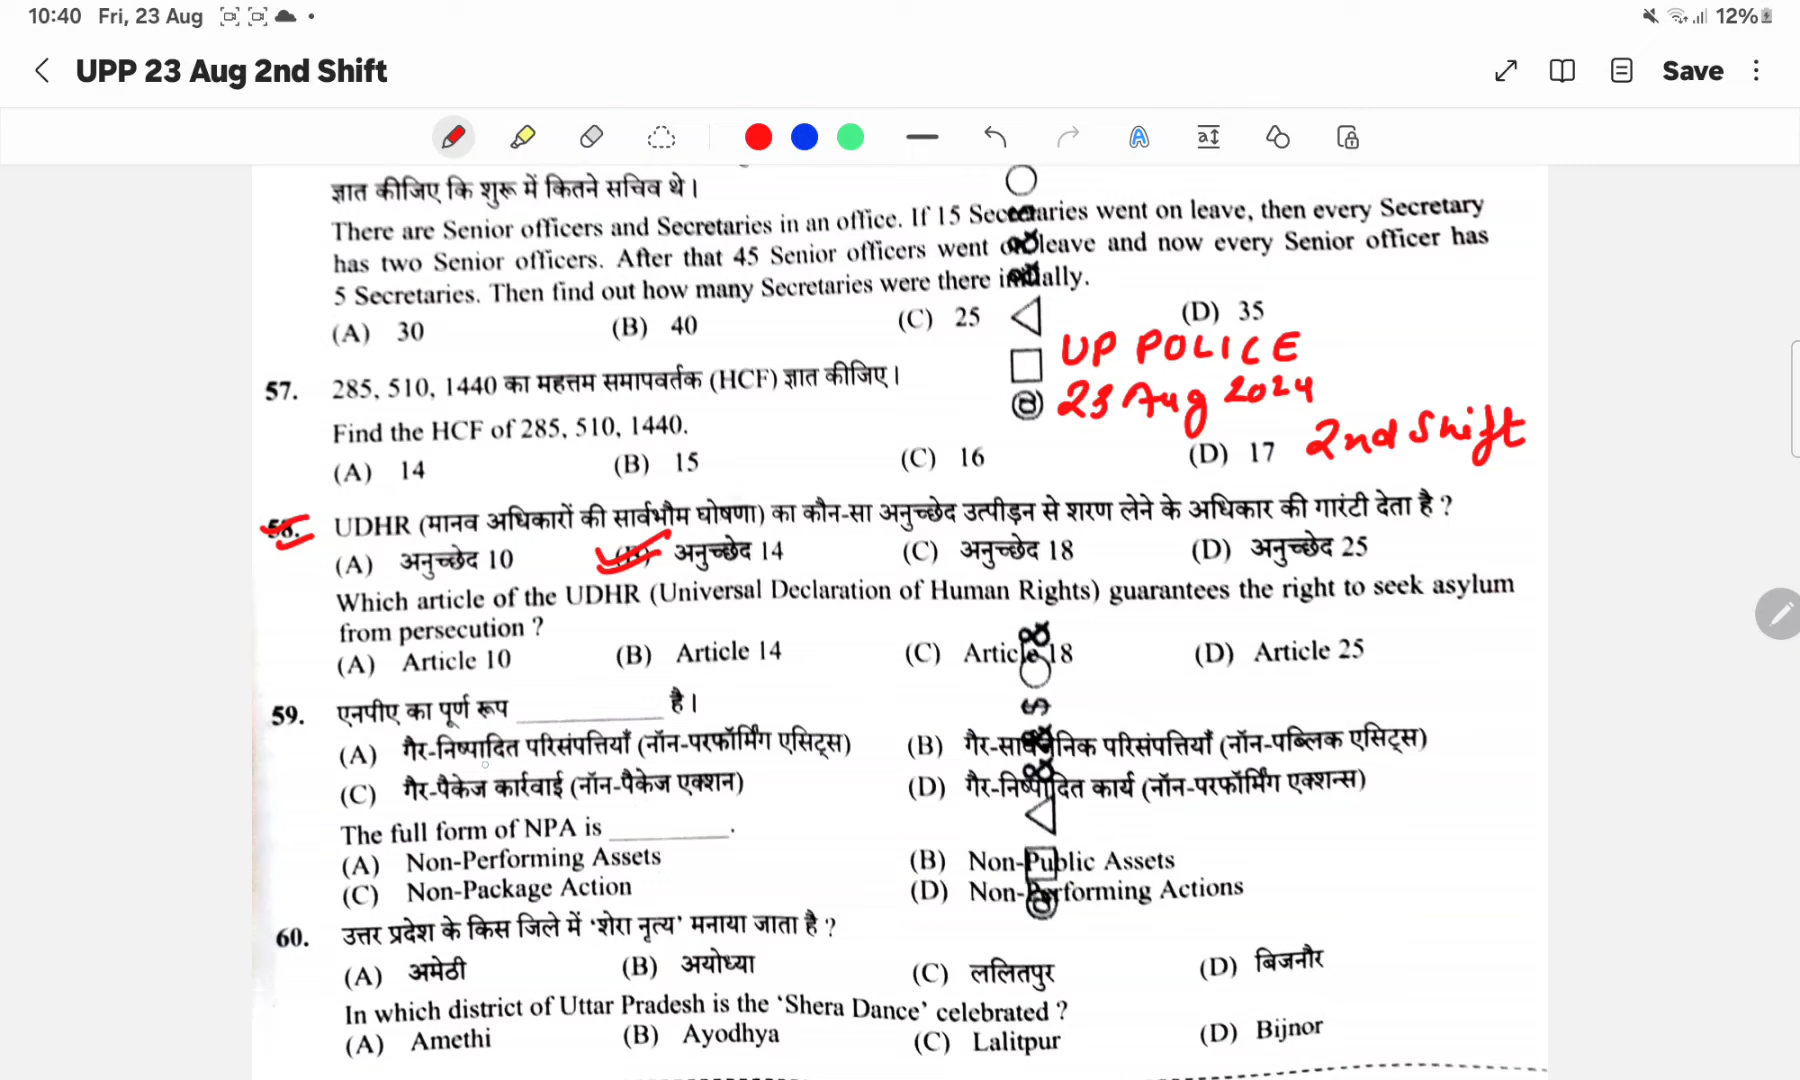 10:40 Fri, 23 Aug
12%
UPP 23 Aug 2nd Shift
Save
ज्ञात कीजिए कि शुरू में कितने सचिव थे।
There are Senior officers and Secretaries in an office. If 15 Secretaries went on leave, then every Secretary
has two Senior officers. After that 45 Senior officers went on leave and now every Senior officer has
5 Secretaries. Then find out how many Secretaries were there initially.
(A) 30 (B) 40 (C) 25 (D) 35
UP POLICE
23 Aug 2024
2nd Shift
57. 285, 510, 1440 का महत्तम समापवर्तक (HCF) ज्ञात कीजिए।
Find the HCF of 285, 510, 1440.
(A) 14 (B) 15 (C) 16 (D) 17
58. UDHR (मानव अधिकारों की सार्वभौम घोषणा) का कौन-सा अनुच्छेद उत्पीड़न से शरण लेने के अधिकार की गारंटी देता है ?
(A) अनुच्छेद 10 (B) अनुच्छेद 14 (C) अनुच्छेद 18 (D) अनुच्छेद 25
Which article of the UDHR (Universal Declaration of Human Rights) guarantees the right to seek asylum
from persecution ?
(A) Article 10 (B) Article 14 (C) Article 18 (D) Article 25
59. एनपीए का पूर्ण रूप ____________ है।
(A) गैर-निष्पादित परिसंपत्तियाँ (नॉन-परफॉर्मिंग एसिट्स) (B) गैर-सार्वजनिक परिसंपत्तियाँ (नॉन-पब्लिक एसिट्स)
(C) गैर-पैकेज कार्रवाई (नॉन-पैकेज एक्शन) (D) गैर-निष्पादित कार्य (नॉन-परफॉर्मिंग एक्शन्स)
The full form of NPA is __________.
(A) Non-Performing Assets (B) Non-Public Assets
(C) Non-Package Action (D) Non-Performing Actions
60. उत्तर प्रदेश के किस जिले में ‘शेरा नृत्य’ मनाया जाता है ?
(A) अमेठी (B) अयोध्या (C) ललितपुर (D) बिजनौर
In which district of Uttar Pradesh is the ‘Shera Dance’ celebrated ?
(A) Amethi (B) Ayodhya (C) Lalitpur (D) Bijnor